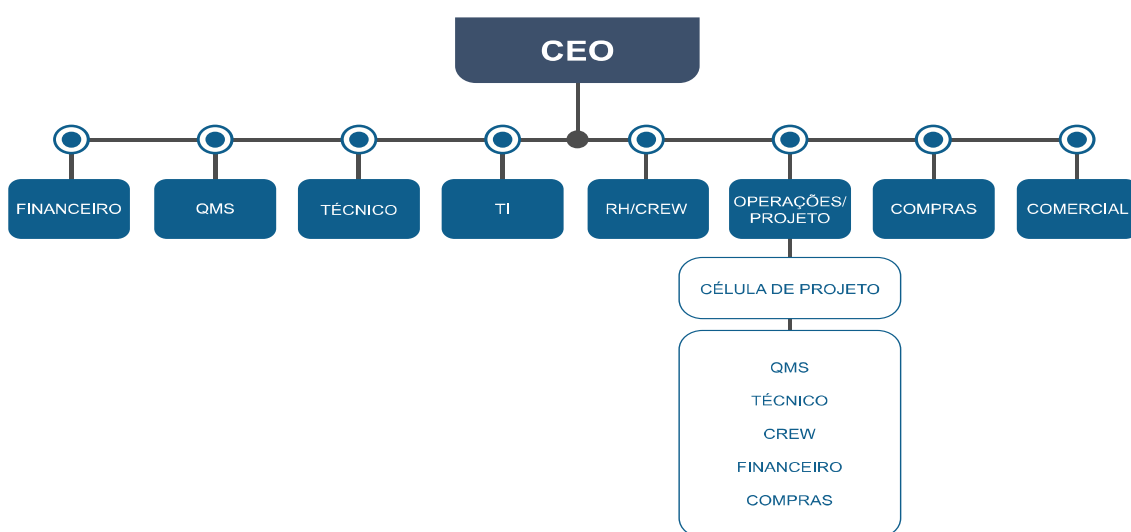 CEO
FINANCEIRO
QMS
TÉCNICO
TI
RH/CREW
OPERAÇÕES/
PROJETO
COMPRAS
COMERCIAL
CÉLULA DE PROJETO
QMS
TÉCNICO
CREW
FINANCEIRO
COMPRAS